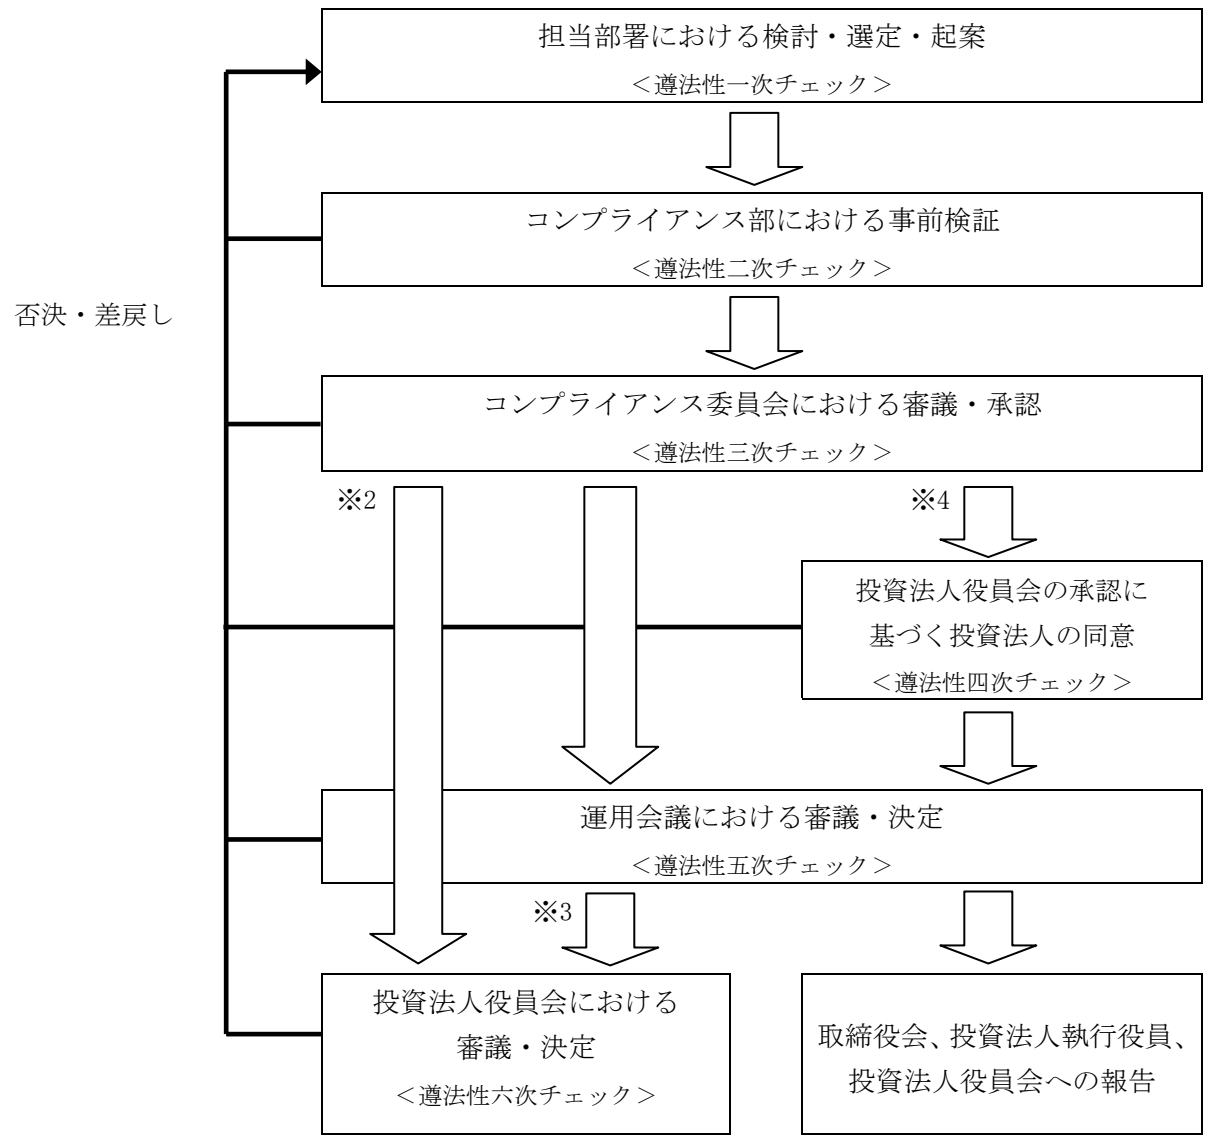 担当部署における検討・選定・起案
＜遵法性一次チェック＞
コンプライアンス部における事前検証
＜遵法性二次チェック＞
否決・差戻し
コンプライアンス委員会における審議・承認
＜遵法性三次チェック＞
※2
※4
投資法人役員会の承認に
基づく投資法人の同意
＜遵法性四次チェック＞
運用会議における審議・決定
＜遵法性五次チェック＞
※3
投資法人役員会における
審議・決定
＜遵法性六次チェック＞
取締役会、投資法人執行役員、
投資法人役員会への報告